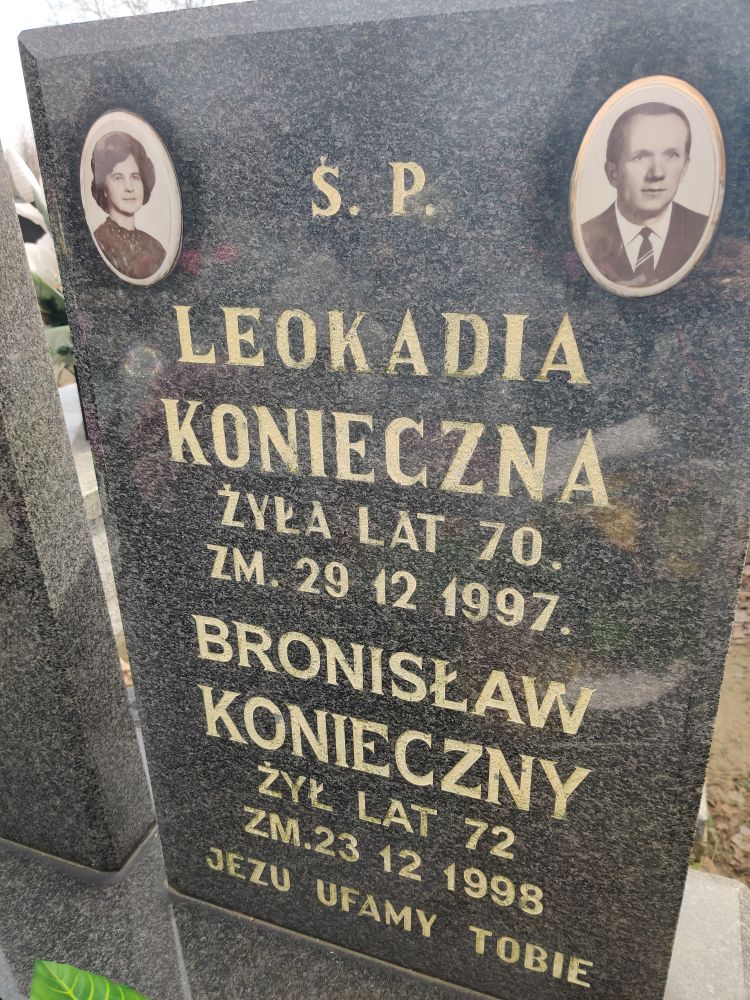 Ś. P.
LEOKADIA
KONIECZNA
ŻYŁA LAT 70.
ZM. 29 12 1997.
BRONISŁAW
KONIECZNY
ŻYŁ LAT 72
ZM.23 12 1998
JEZU UFAMY TOBIE